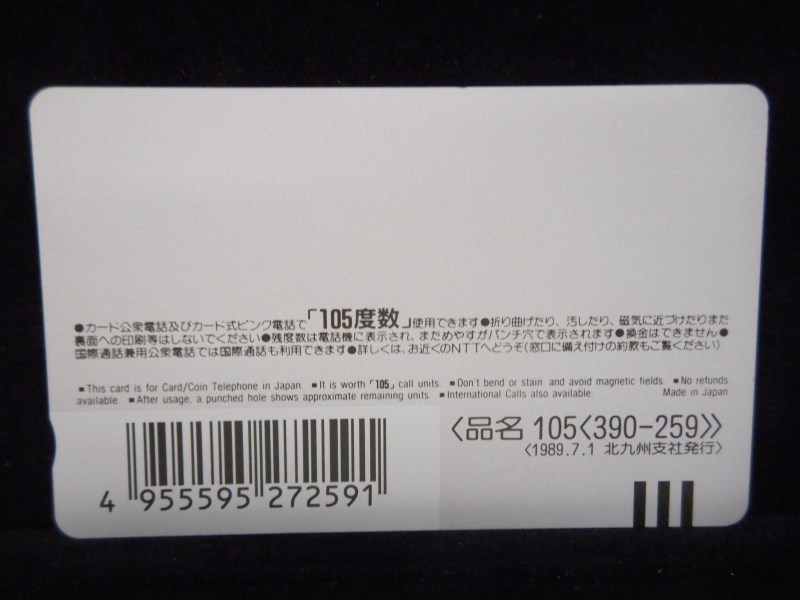 ●カード公衆電話及びカード式ピンク電話で「105度数」使用できます●折り曲げたり、汚したり、磁気に近づけたりまた
裏面への印刷等はしないでください●残度数は電話機に表示され、まためやすがパンチ穴で表示されます●換金はできません●
国際通話兼用公衆電話では国際通話も利用できます●詳しくは、お近くのNTTへどうぞ(窓口に備え付けの約款もご覧ください)
■This card is for Card/Coin Telephone in Japan. ■It is worth「105」call units. ■Don't bend or stain and avoid magnetic fields. ■No refunds
available. ■After usage, a punched hole shows approximate remaining units. ■International Calls also available. Made in Japan
〈品名 105〈390-259〉〉
〈1989.7.1 北九州支社発行〉
4 955595 272591